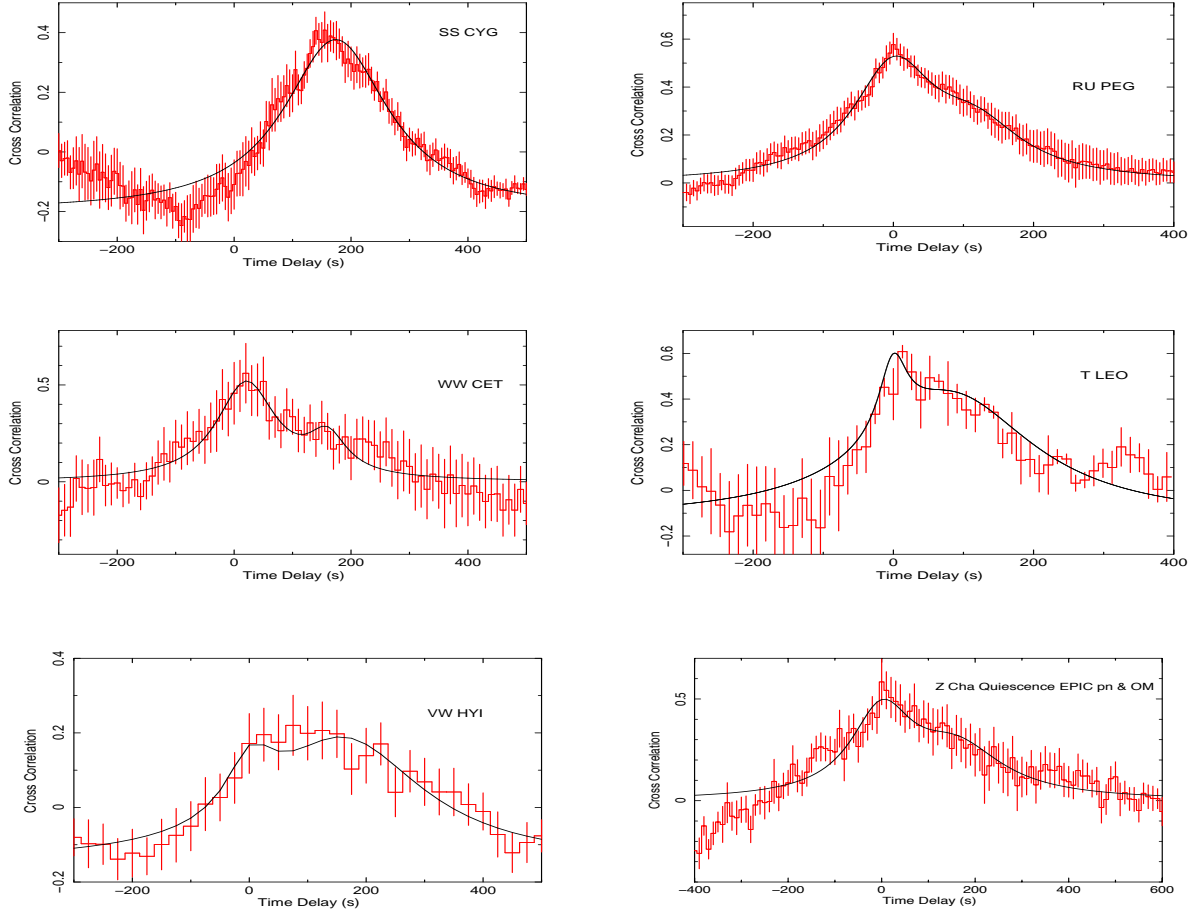 SS CYG
Cross Correlation
−0.2 0 0.2 0.4
−200 0 200 400
Time Delay (s)
RU PEG
Cross Correlation
0 0.2 0.4 0.6
−200 0 200 400
Time Delay (s)
WW CET
Cross Correlation
0 0.5
−200 0 200 400
Time Delay (s)
T LEO
Cross Correlation
−0.2 0 0.2 0.4 0.6
−200 0 200 400
Time Delay (s)
VW HYI
Cross Correlation
−0.2 0 0.2 0.4
−200 0 200 400
Time Delay (s)
Z Cha Quiescence EPIC pn & OM
Cross Correlation
0 0.5
−400 −200 0 200 400 600
Time Delay (s)